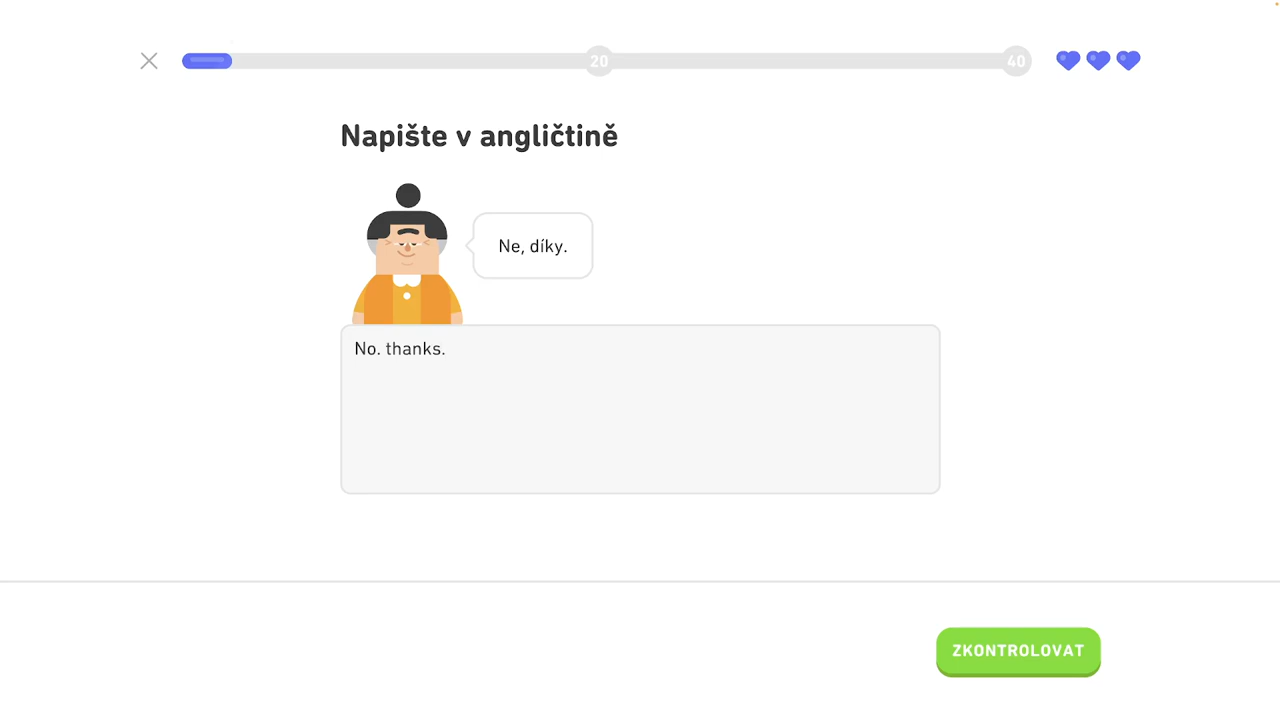 20
40
Napište v angličtině
Ne, díky.
No. thanks.
ZKONTROLOVAT